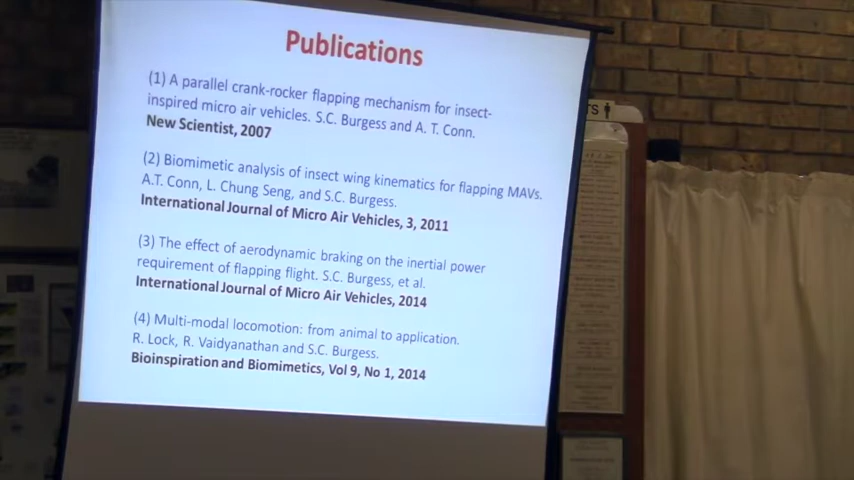 Publications
(1) A parallel crank-rocker flapping mechanism for insect-
inspired micro air vehicles. S.C. Burgess and A. T. Conn.
New Scientist, 2007
(2) Biomimetic analysis of insect wing kinematics for flapping MAVs.
A.T. Conn, L. Chung Seng, and S.C. Burgess.
International Journal of Micro Air Vehicles, 3, 2011
(3) The effect of aerodynamic braking on the inertial power
requirement of flapping flight. S.C. Burgess, et al.
International Journal of Micro Air Vehicles, 2014
(4) Multi-modal locomotion: from animal to application.
R. Lock, R. Vaidyanathan and S.C. Burgess.
Bioinspiration and Biomimetics, Vol 9, No 1, 2014